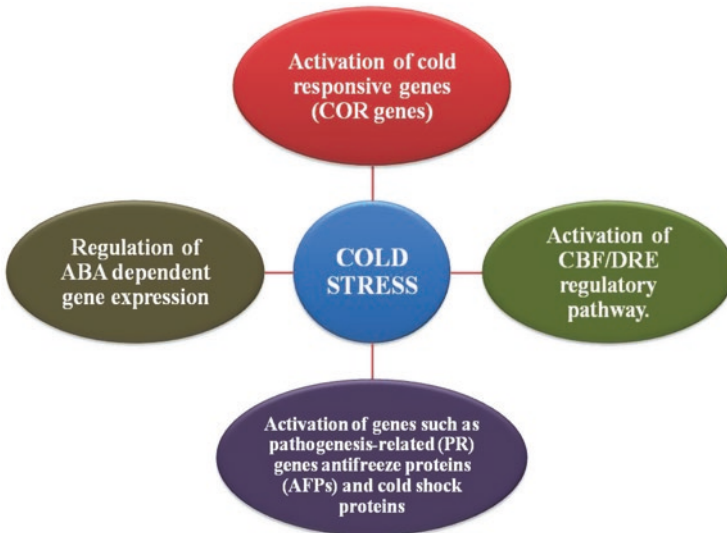 Activation of cold
responsive genes
(COR genes)
Regulation of
ABA dependent
gene expression
COLD
STRESS
Activation of
CBF/DRE
regulatory
pathway.
Activation of genes such as
pathogenesis-related (PR)
genes antifreeze proteins
(AFPs) and cold shock
proteins